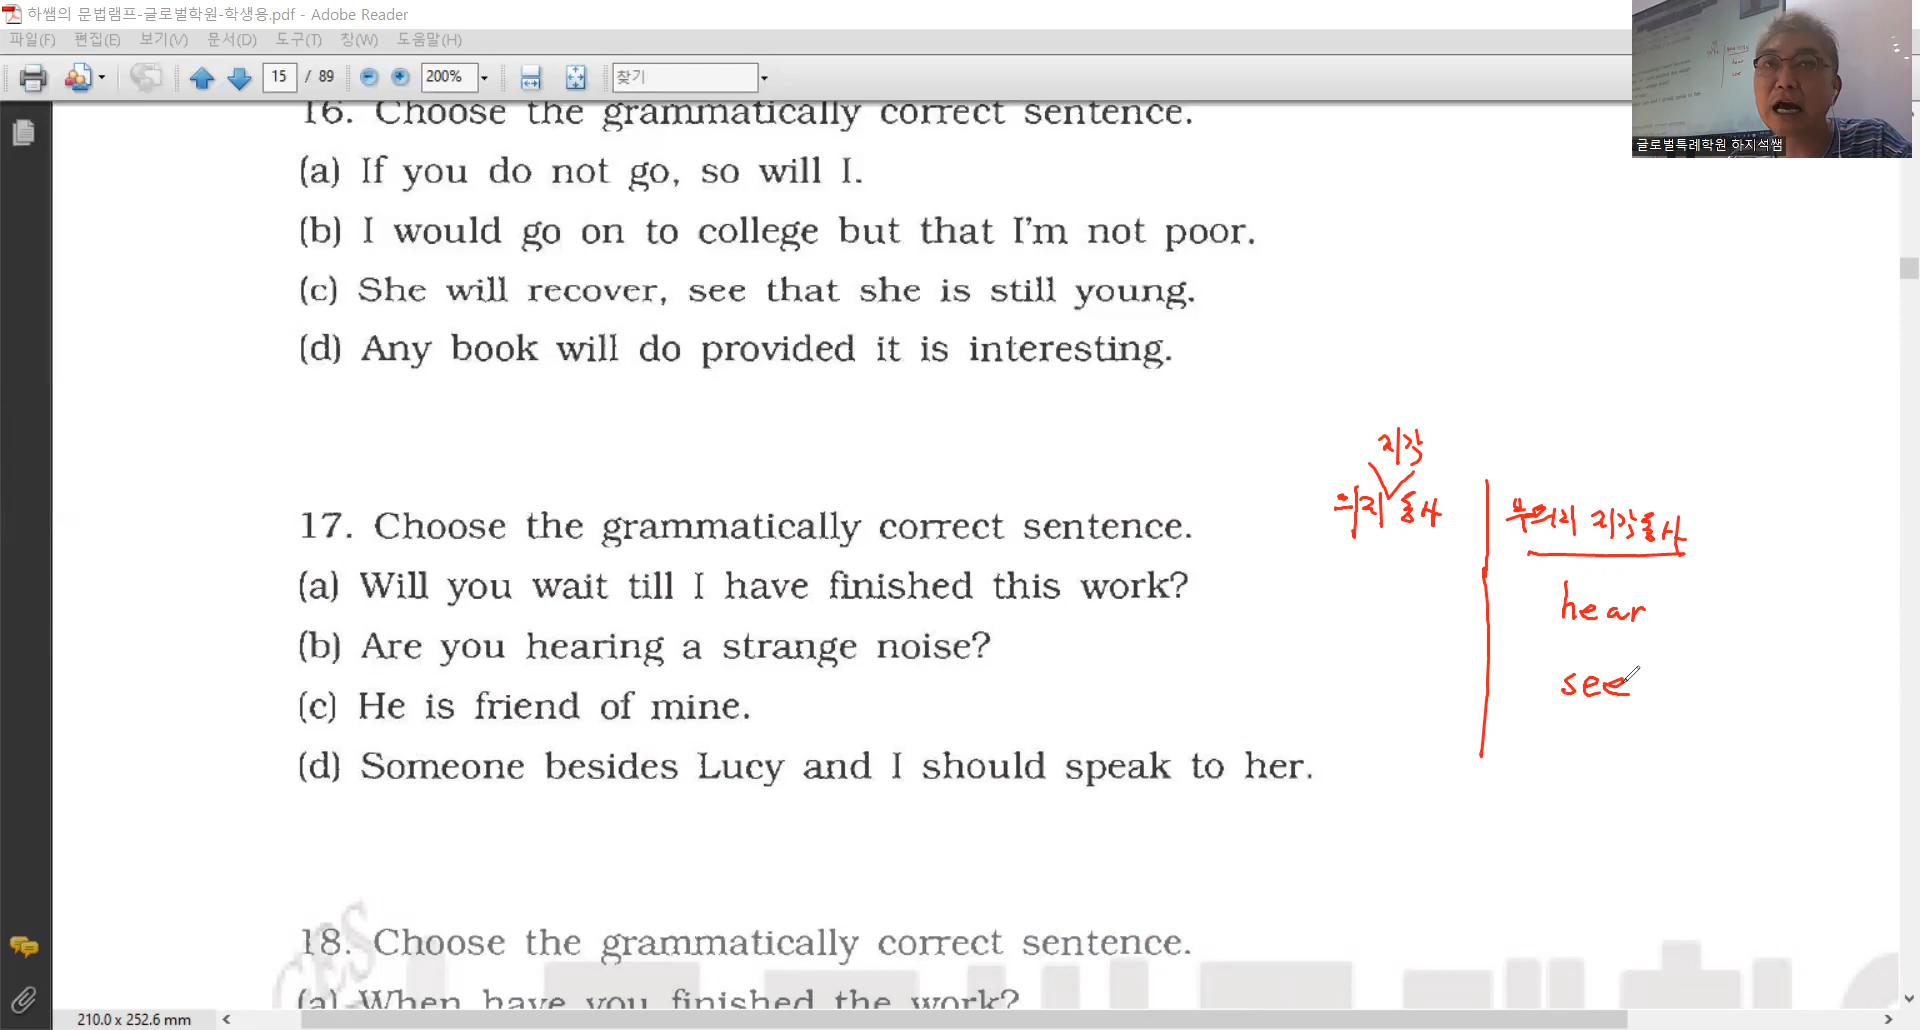 하쌤의 문법램프-글로벌학원-학생용.pdf - Adobe Reader
파일(F) 편집(E) 보기(V) 문서(D) 도구(T) 창(W) 도움말(H)
15 / 89 200% 찾기
글로벌특례학원 하지석쌤
16. Choose the grammatically correct sentence.
(a) If you do not go, so will I.
(b) I would go on to college but that I'm not poor.
(c) She will recover, see that she is still young.
(d) Any book will do provided it is interesting.
지각
의지 동사
무의지 지각동사
hear
see
17. Choose the grammatically correct sentence.
(a) Will you wait till I have finished this work?
(b) Are you hearing a strange noise?
(c) He is friend of mine.
(d) Someone besides Lucy and I should speak to her.
18. Choose the grammatically correct sentence.
(a) When have you finished the work?
210.0 x 252.6 mm